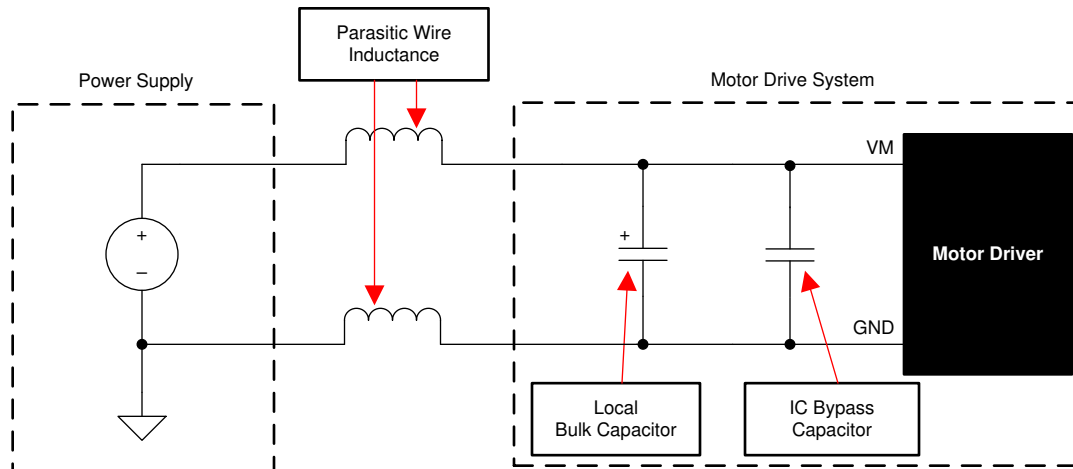 Parasitic Wire
Inductance
Power Supply
Motor Drive System
VM
+
–
+
Motor Driver
GND
Local
Bulk Capacitor
IC Bypass
Capacitor